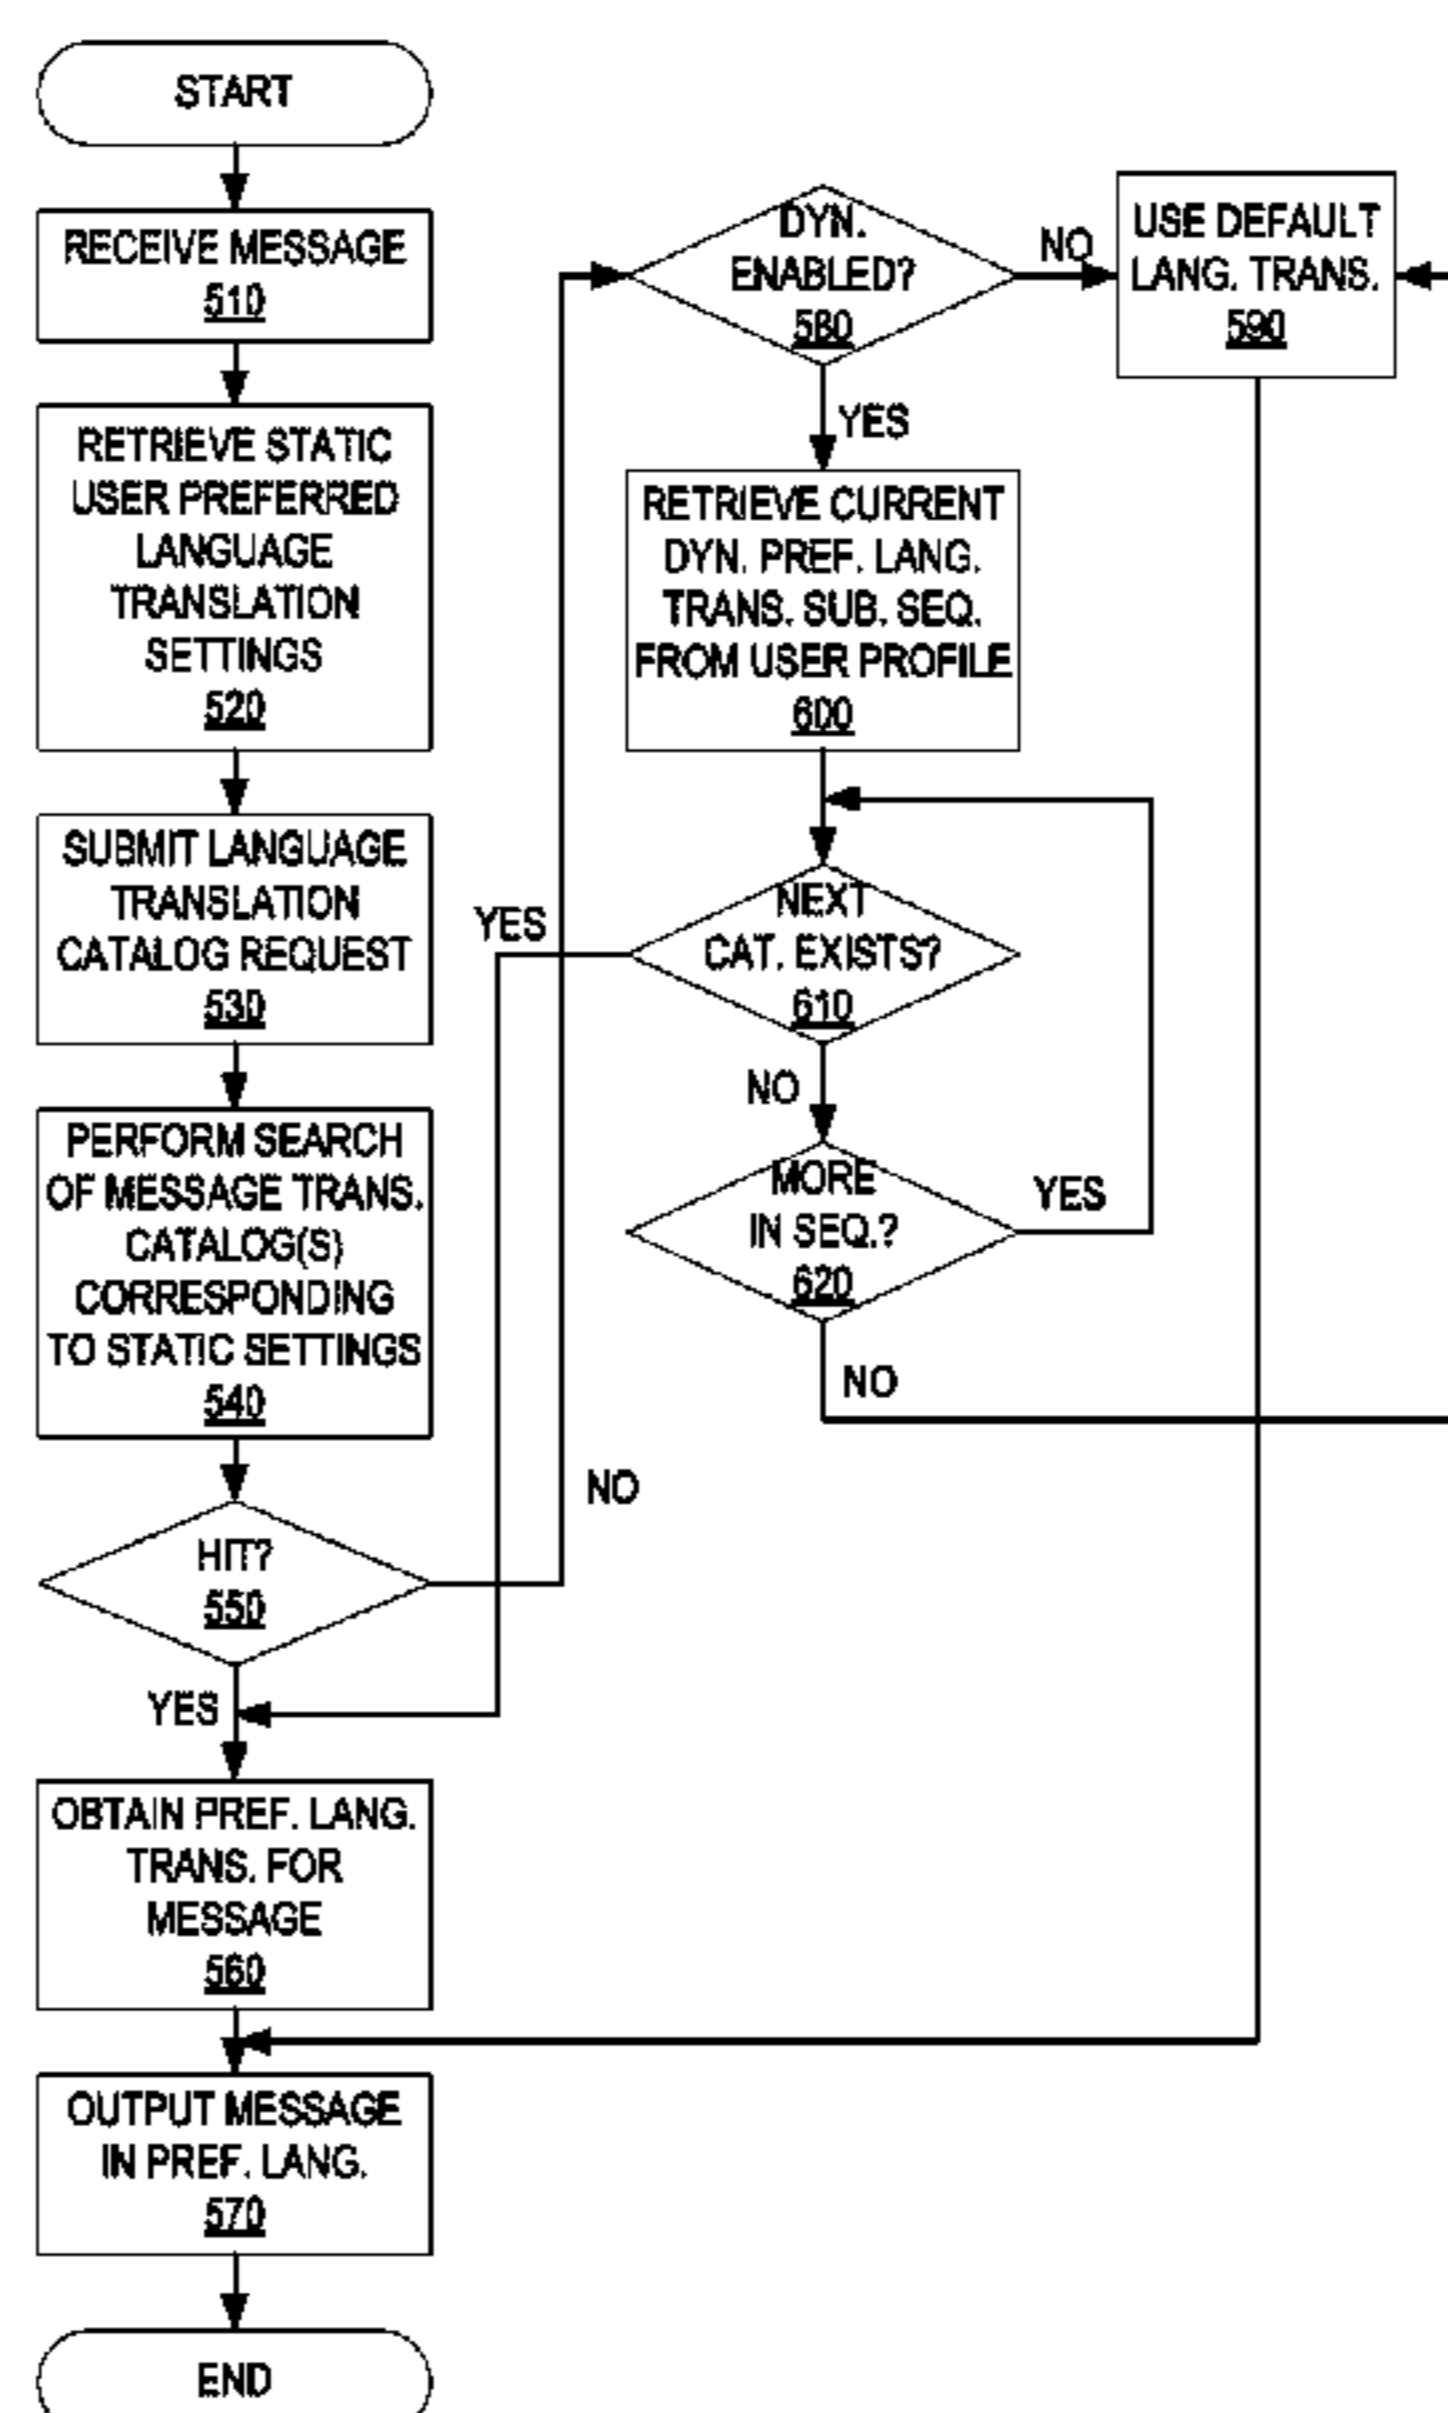 START
RECEIVE MESSAGE
510
RETRIEVE STATIC
USER PREFERRED
LANGUAGE
TRANSLATION
SETTINGS
520
SUBMIT LANGUAGE
TRANSLATION
CATALOG REQUEST
530
PERFORM SEARCH
OF MESSAGE TRANS.
CATALOG(S)
CORRESPONDING
TO STATIC SETTINGS
540
HIT?
550
NO
YES
OBTAIN PREF. LANG.
TRANS. FOR
MESSAGE
560
OUTPUT MESSAGE
IN PREF. LANG.
570
END
DYN.
ENABLED?
580
NO
YES
USE DEFAULT
LANG. TRANS.
590
RETRIEVE CURRENT
DYN. PREF. LANG.
TRANS. SUB. SEQ.
FROM USER PROFILE
600
NEXT
CAT. EXISTS?
610
YES
NO
MORE
IN SEQ.?
620
YES
NO